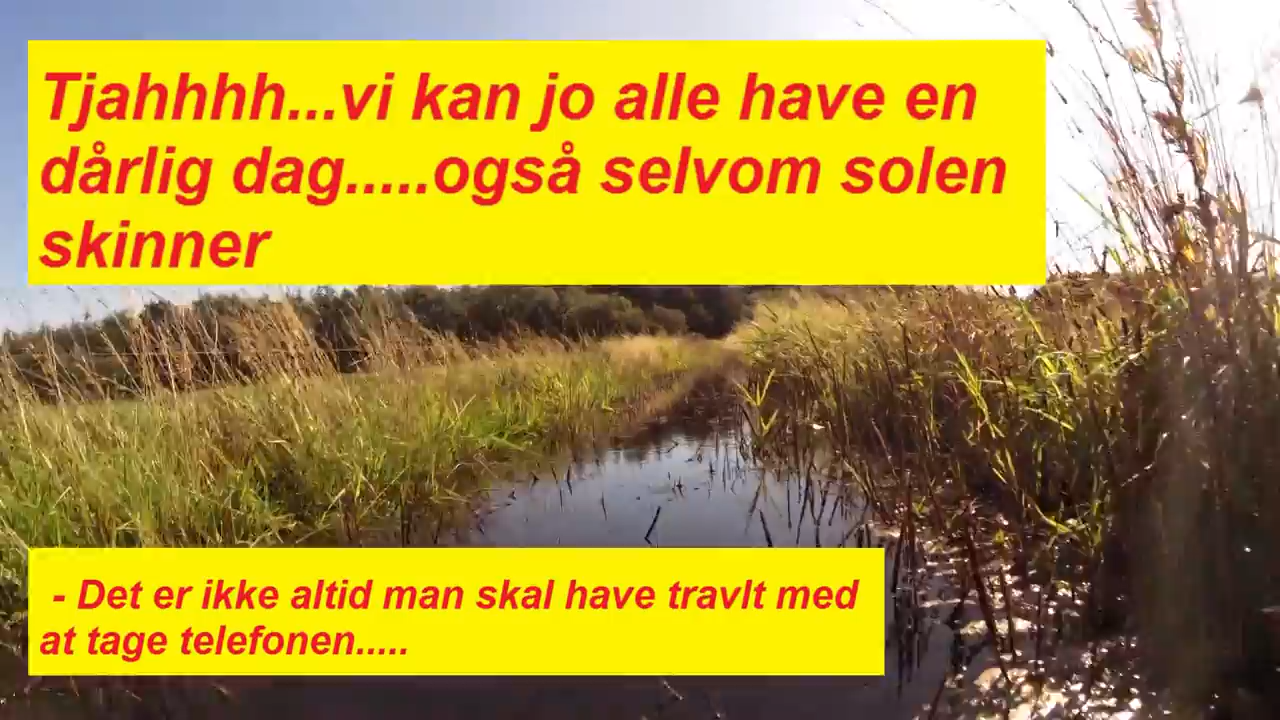 Tjahhhh...vi kan jo alle have en
dårlig dag.....også selvom solen
skinner
- Det er ikke altid man skal have travlt med
at tage telefonen.....